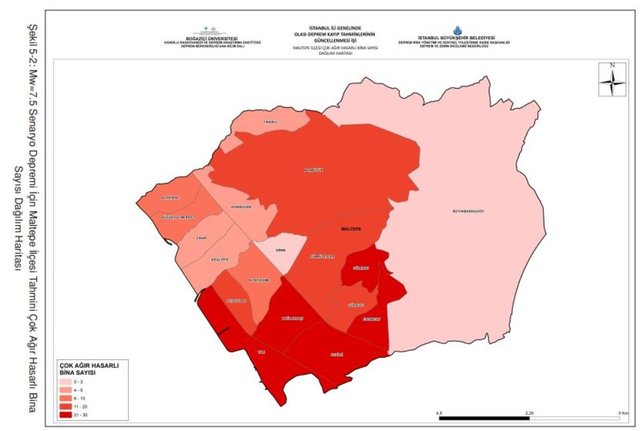 BOĞAZİÇİ ÜNİVERSİTESİ
KANDİLLİ RASATHANESİ VE DEPREM ARAŞTIRMA ENSTİTÜSÜ
DEPREM MÜHENDİSLİĞİ ANA BİLİM DALI
İSTANBUL İLİ GENELİNDE
OLASI DEPREM KAYIP TAHMİNLERİNİN
GÜNCELLENMESİ İŞİ
MALTEPE İLÇESİ ÇOK AĞIR HASARLI BİNA SAYISI
DAĞILIM HARİTASI
İSTANBUL BÜYÜKŞEHİR BELEDİYESİ
DEPREM RİSK YÖNETİMİ VE KENTSEL İYİLEŞTİRME DAİRE BAŞKANLIĞI
DEPREM VE ZEMİN İNCELEME MÜDÜRLÜĞÜ
N
BAŞIBÜYÜK
BÜYÜKBAKKALKÖY
AYDINEVLER
ÇINAR
İDEALTEPE
GİRNE
MALTEPE
KÜÇÜKYALI MERKEZ
ALTAYÇEŞME
FEYZULLAH
BAĞLARBAŞI
GÜLSUYU
ESENKENT
CEVİZLİ
YALI
ÇOK AĞIR HASARLI
BİNA SAYISI
0 - 3
4 - 5
6 - 10
11 - 20
21 - 30
4,5 2,25 0 Km
Şekil 5-2: Mw=7.5 Senaryo Depremi İçin Maltepe İlçesi Tahmini Çok Ağır Hasarlı Bina
Sayısı Dağılım Haritası